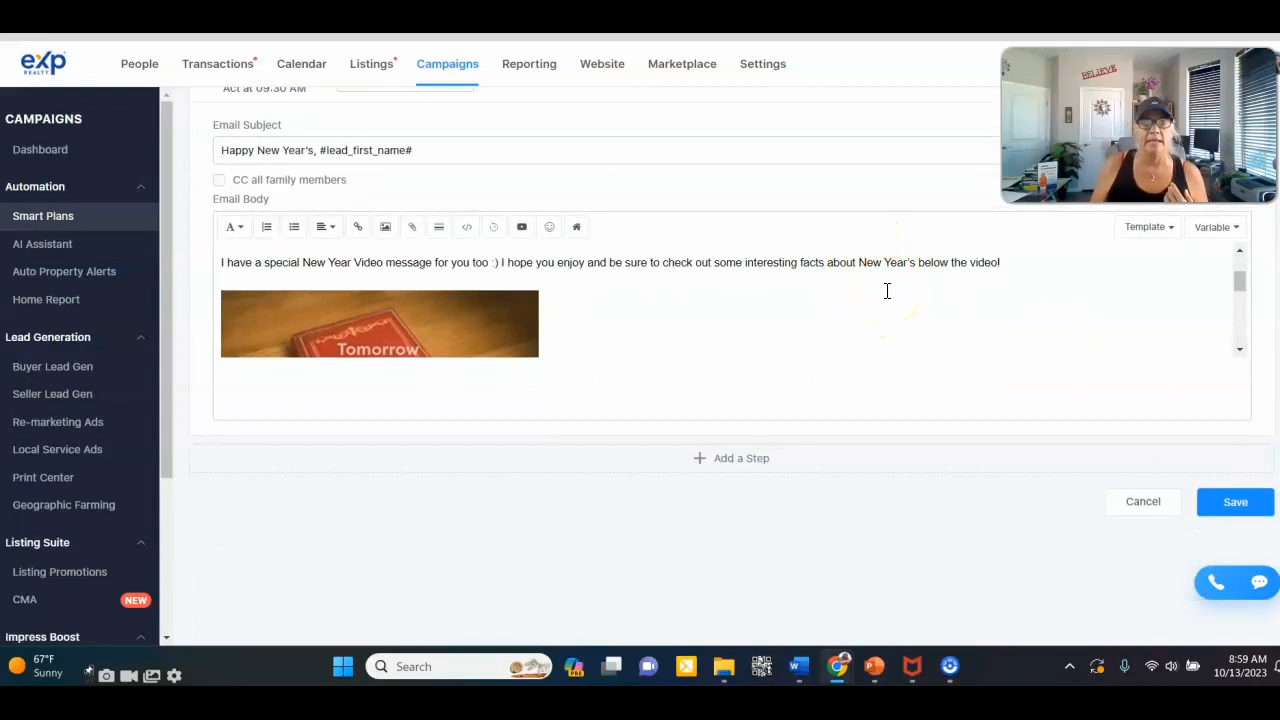 exp
REALTY
People
Transactions
Calendar
Listings
Campaigns
Reporting
Website
Marketplace
Settings
BELIEVE
CAMPAIGNS
Dashboard
Automation
Smart Plans
AI Assistant
Auto Property Alerts
Home Report
Lead Generation
Buyer Lead Gen
Seller Lead Gen
Re-marketing Ads
Local Service Ads
Print Center
Geographic Farming
Listing Suite
Listing Promotions
CMA NEW
Impress Boost
Act at 09:30 AM
Email Subject
Happy New Year's, #lead_first_name#
CC all family members
Email Body
A
Template
Variable
I have a special New Year Video message for you too :) I hope you enjoy and be sure to check out some interesting facts about New Year's below the video!
Tomorrow
Add a Step
Cancel
Save
67°F
Sunny
Search
PRE
8:59 AM
10/13/2023